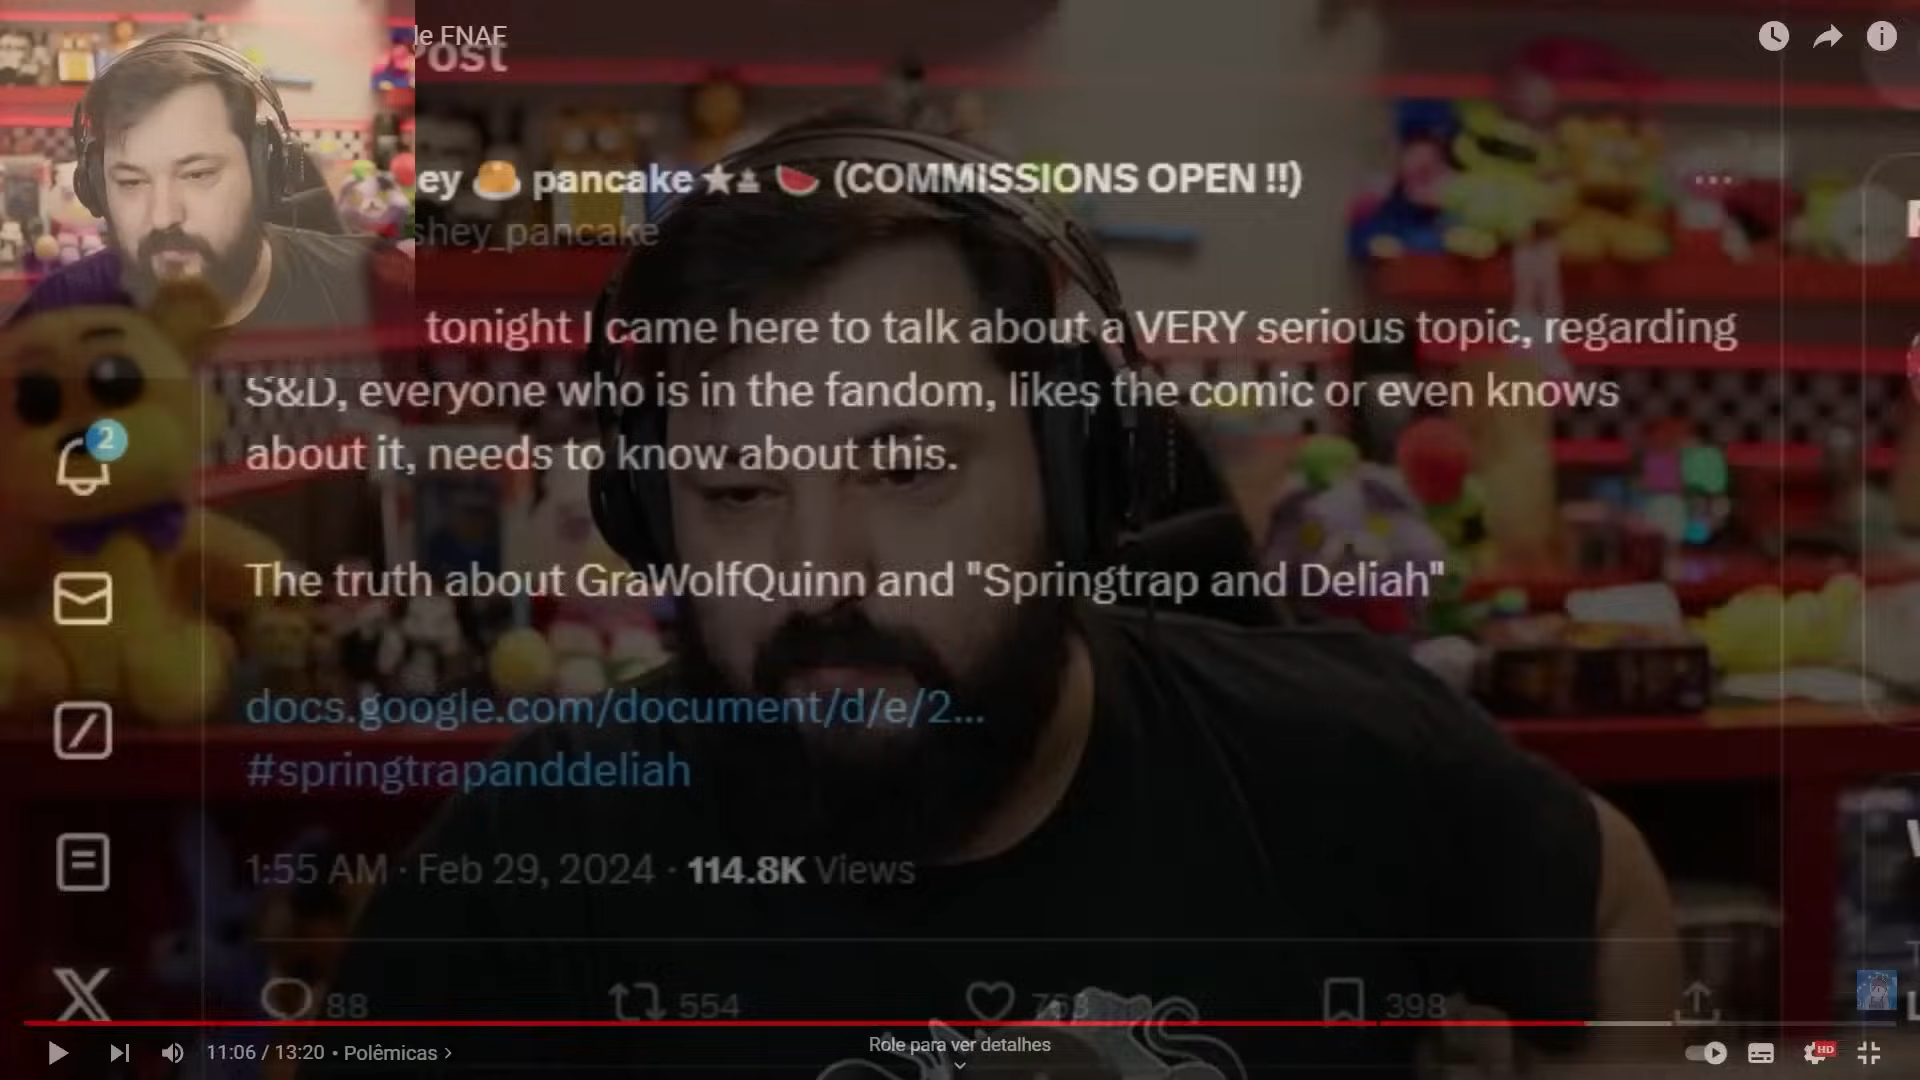 le FNAF
Post
ey 🥞 pancake ★ 🍉 (COMMISSIONS OPEN !!)
shey_pancake
tonight I came here to talk about a VERY serious topic, regarding
S&D, everyone who is in the fandom, likes the comic or even knows
about it, needs to know about this.
2
The truth about GraWolfQuinn and "Springtrap and Deliah"
docs.google.com/document/d/e/2...
#springtrapanddeliah
1:55 AM · Feb 29, 2024 · 114.8K Views
88 554 398
Role para ver detalhes
11:06 / 13:20 • Polêmicas ›
HD